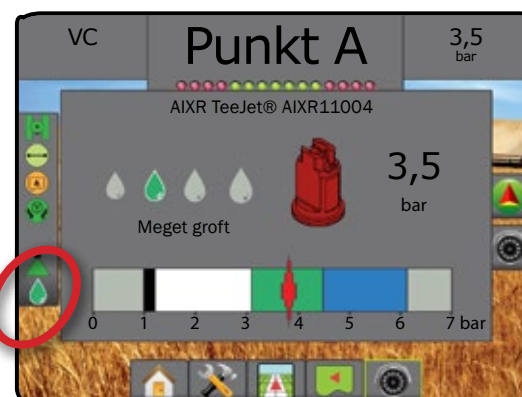 VC
Punkt A
3,5
bar
AIXR TeeJet® AIXR11004
3,5
bar
Meget groft
0 1 2 3 4 5 6 7 bar